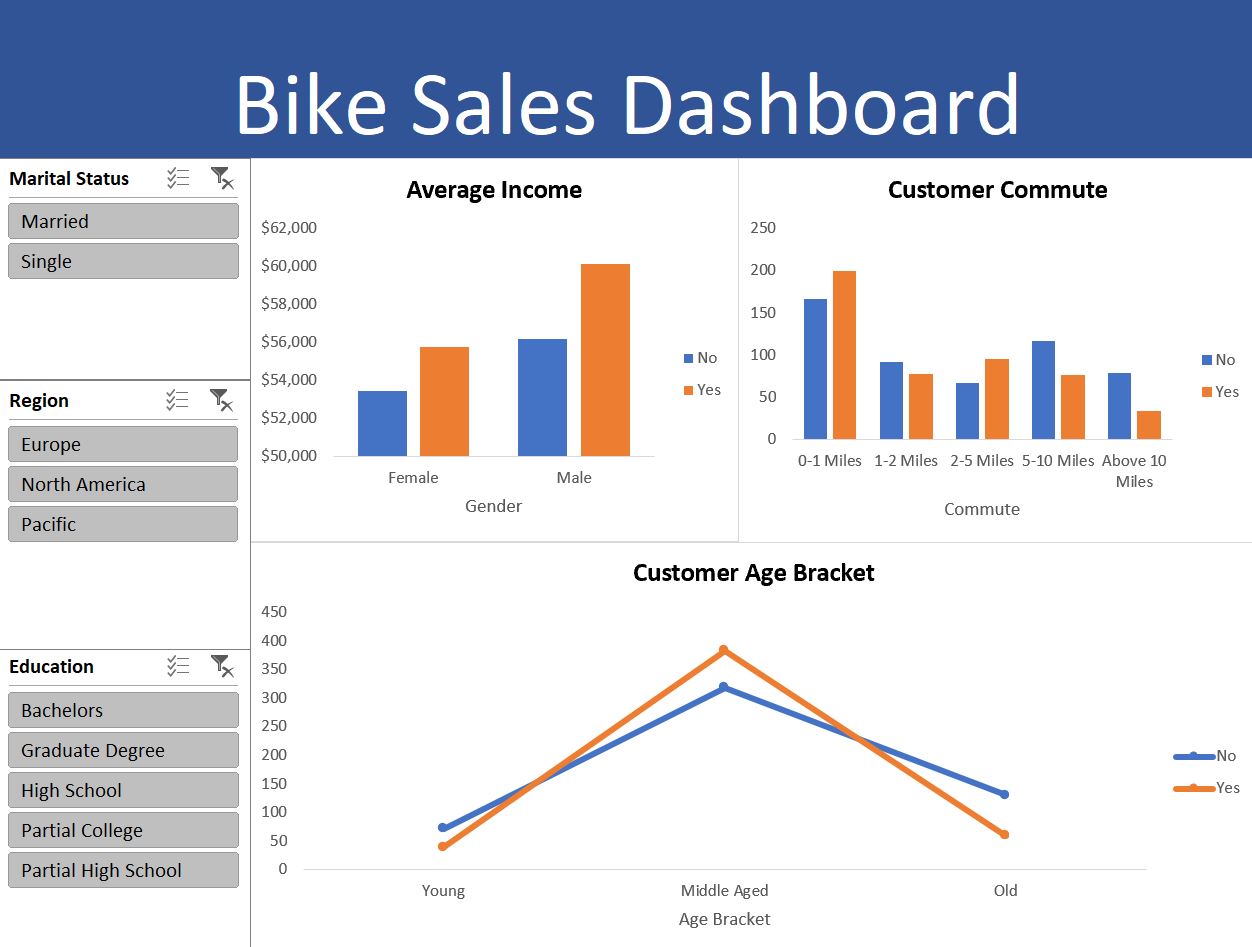 Bike Sales Dashboard
Marital Status
Married
Single
Region
Europe
North America
Pacific
Education
Bachelors
Graduate Degree
High School
Partial College
Partial High School
Average Income
$62,000
$60,000
$58,000
$56,000
$54,000
$52,000
$50,000
Female Male
Gender
No
Yes
Customer Commute
250
200
150
100
50
0
0-1 Miles 1-2 Miles 2-5 Miles 5-10 Miles Above 10
Miles
Commute
No
Yes
Customer Age Bracket
450
400
350
300
250
200
150
100
50
0
Young Middle Aged Old
Age Bracket
No
Yes